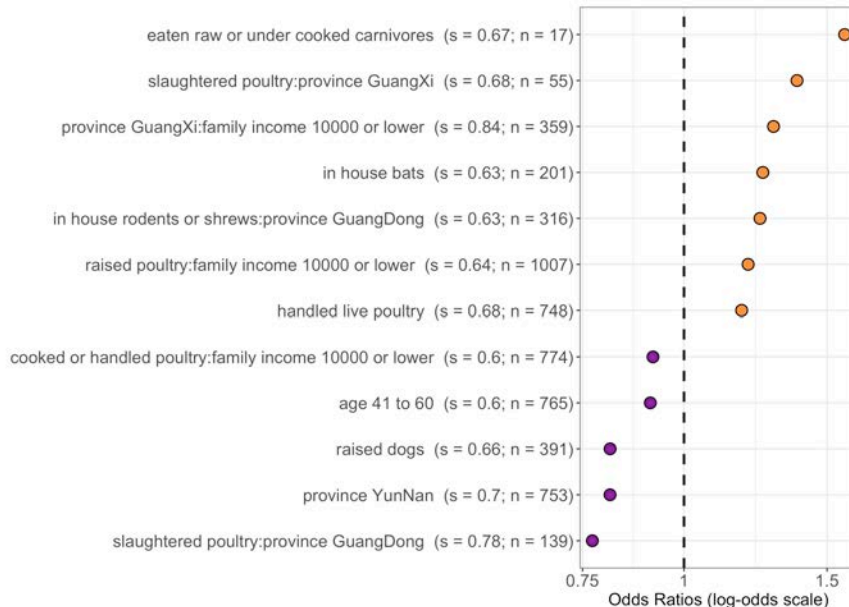 eaten raw or under cooked carnivores (s = 0.67; n = 17)
slaughtered poultry:province GuangXi (s = 0.68; n = 55)
province GuangXi:family income 10000 or lower (s = 0.84; n = 359)
in house bats (s = 0.63; n = 201)
in house rodents or shrews:province GuangDong (s = 0.63; n = 316)
raised poultry:family income 10000 or lower (s = 0.64; n = 1007)
handled live poultry (s = 0.68; n = 748)
cooked or handled poultry:family income 10000 or lower (s = 0.6; n = 774)
age 41 to 60 (s = 0.6; n = 765)
raised dogs (s = 0.66; n = 391)
province YunNan (s = 0.7; n = 753)
slaughtered poultry:province GuangDong (s = 0.78; n = 139)
0.75 1 1.5
Odds Ratios (log-odds scale)